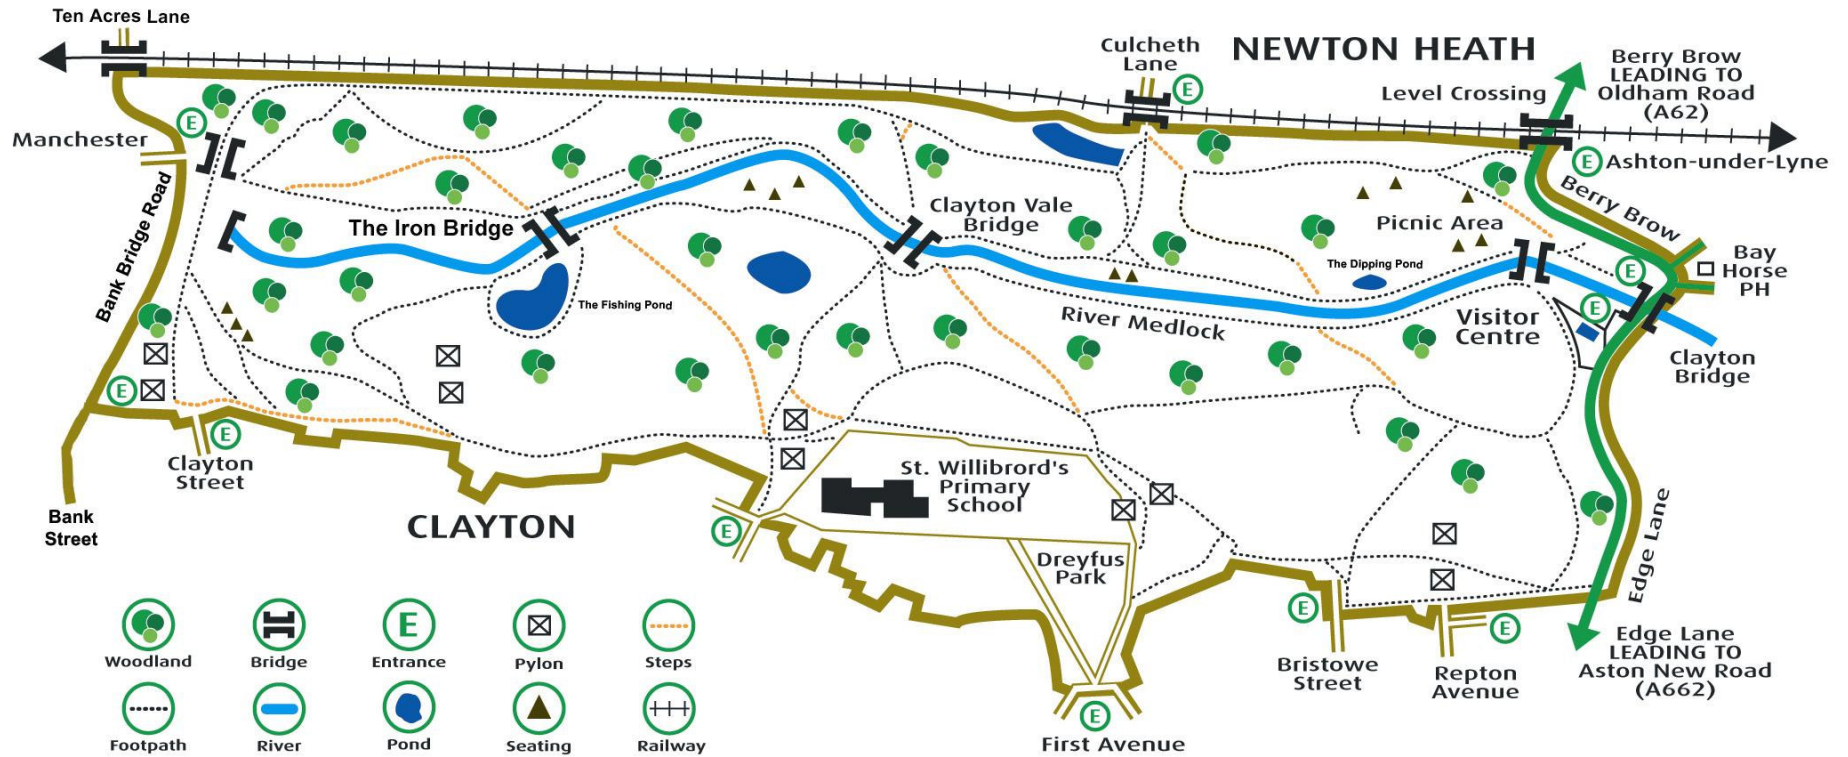 Ten Acres Lane
Culcheth
Lane
E
NEWTON HEATH
Berry Brow
LEADING TO
Oldham Road
(A62)
Level Crossing
E
Manchester
E
Ashton-under-Lyne
Bank Bridge Road
Berry Brow
The Iron Bridge
Clayton Vale
Bridge
Picnic Area
The Dipping Pond
E
Bay
Horse
PH
The Fishing Pond
River Medlock
Visitor
Centre
E
Clayton
Bridge
E
E
Clayton
Street
Bank
Street
CLAYTON
St. Willibrord's
Primary
School
E
Dreyfus
Park
Edge Lane
E
Bristowe
Street
E
Repton
Avenue
Edge Lane
LEADING TO
Aston New Road
(A662)
E
First Avenue
E
Woodland
Bridge
Entrance
Pylon
Steps
Footpath
River
Pond
Seating
Railway